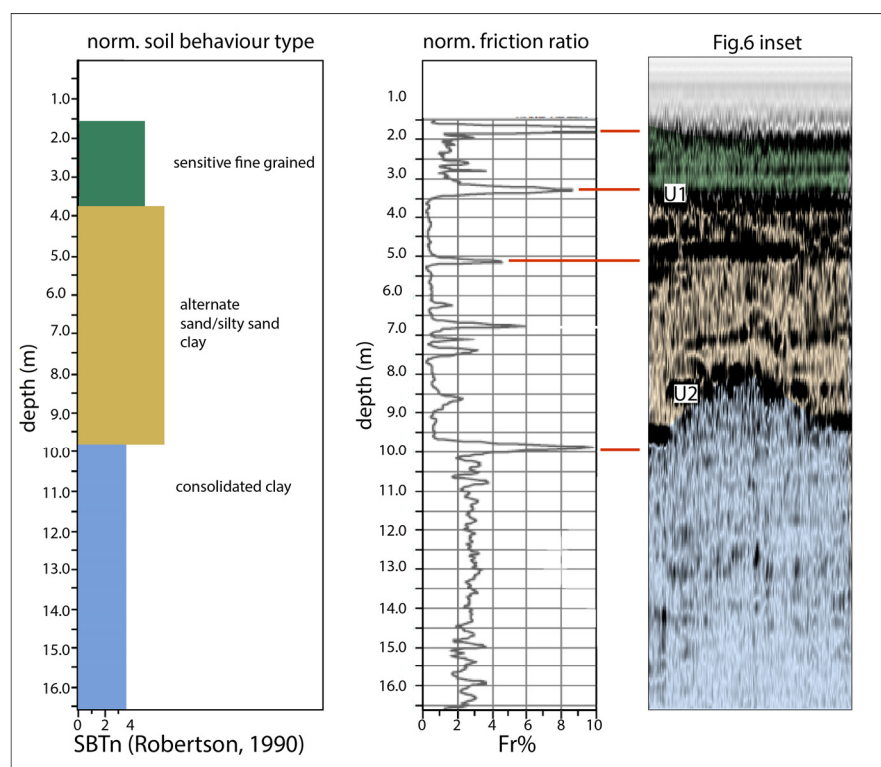 norm. soil behaviour type
1.0
2.0
3.0
4.0
5.0
6.0
7.0
8.0
9.0
10.0
11.0
12.0
13.0
14.0
15.0
16.0
depth (m)
sensitive fine grained
alternate
sand/silty sand
clay
consolidated clay
0 2 4
SBTn (Robertson, 1990)
norm. friction ratio
1.0
2.0
3.0
4.0
5.0
6.0
7.0
8.0
9.0
10.0
11.0
12.0
13.0
14.0
15.0
16.0
depth (m)
0 2 4 6 8 10
Fr%
Fig.6 inset
U1
U2